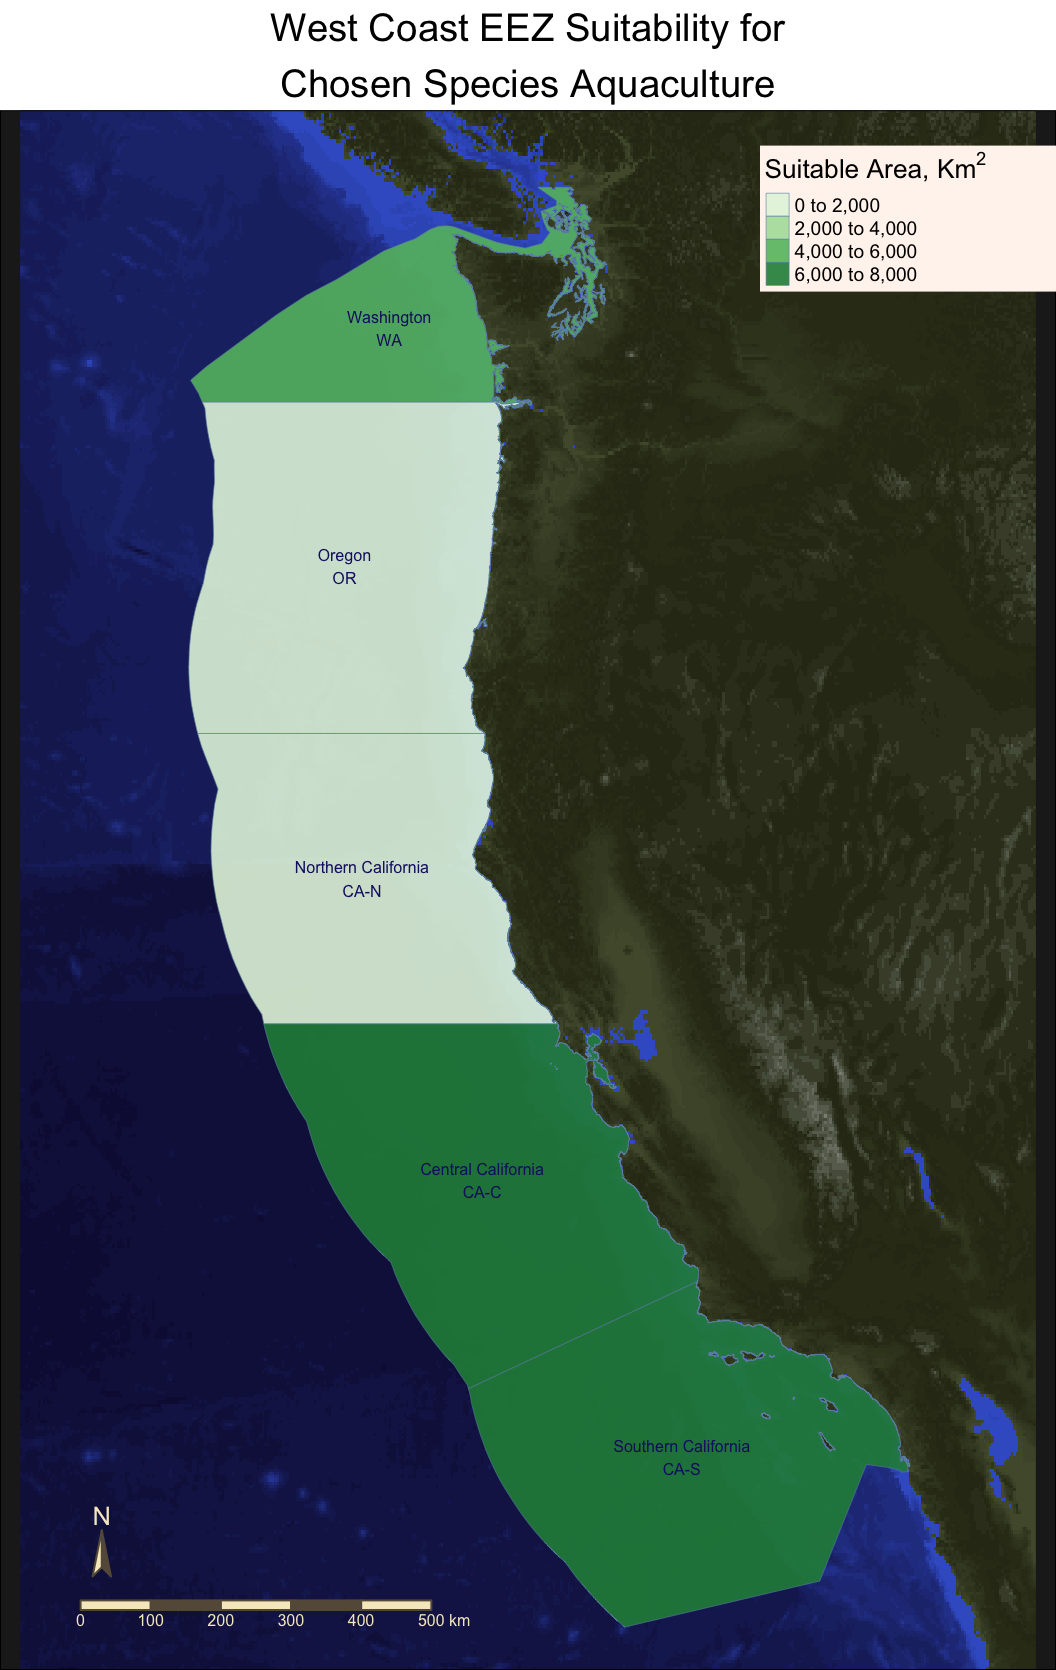 West Coast EEZ Suitability for
Chosen Species Aquaculture
Suitable Area, Km²
0 to 2,000
2,000 to 4,000
4,000 to 6,000
6,000 to 8,000
Washington
WA
Oregon
OR
Northern California
CA-N
Central California
CA-C
Southern California
CA-S
N
0 100 200 300 400 500 km